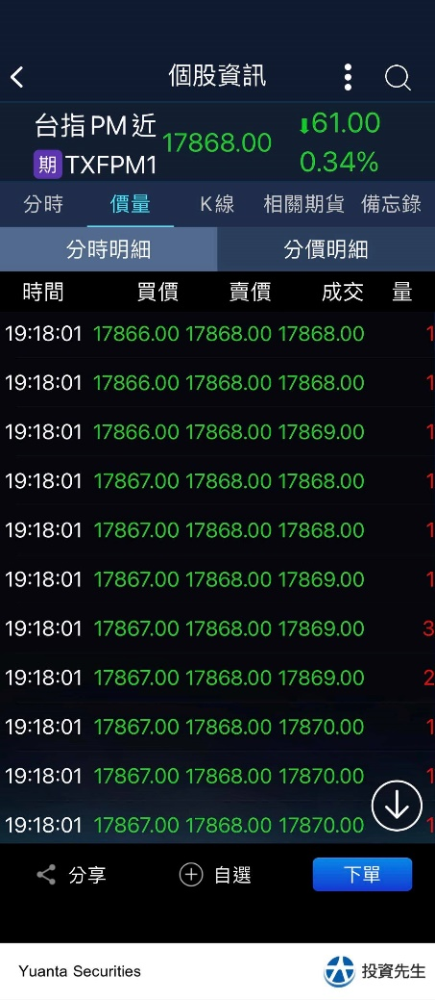 個股資訊
台指PM近 17868.00 ⬇61.00
期 TXFPM1 0.34%
分時 價量 K線 相關期貨 備忘錄
分時明細 分價明細
時間 買價 賣價 成交 量
19:18:01 17866.00 17868.00 17868.00 1
19:18:01 17866.00 17868.00 17868.00 1
19:18:01 17866.00 17868.00 17869.00 1
19:18:01 17867.00 17868.00 17868.00 1
19:18:01 17867.00 17868.00 17868.00 1
19:18:01 17867.00 17868.00 17869.00 1
19:18:01 17867.00 17868.00 17869.00 3
19:18:01 17867.00 17868.00 17869.00 2
19:18:01 17867.00 17868.00 17870.00 1
19:18:01 17867.00 17868.00 17870.00 1
19:18:01 17867.00 17868.00 17870.00 1
分享 自選 下單
Yuanta Securities 投資先生